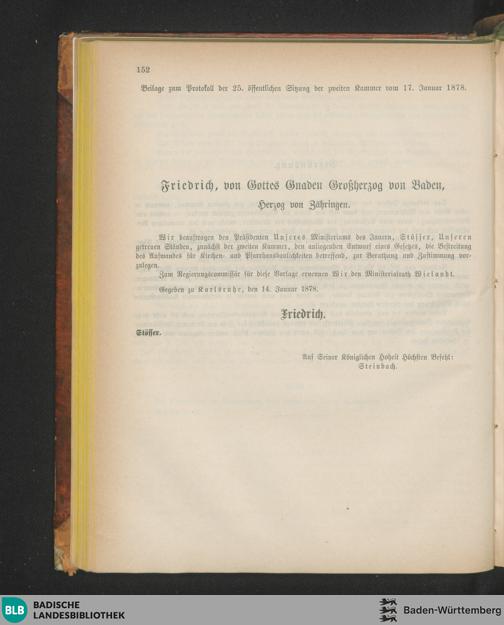 152
Beilage zum Protokoll der 25. öffentlichen Sitzung der zweiten Kammer vom 17. Januar 1878.
Friedrich, von Gottes Gnaden Großherzog von Baden,
Herzog von Zähringen.
Wir beauftragen den Präsidenten Unseres Ministeriums des Innern, Stösser, Unseren
getreuen Ständen, zunächst der zweiten Kammer, den anliegenden Entwurf eines Gesetzes, die Bestreitung
des Aufwandes für Kirchen- und Pfarrhausbaulichkeiten betreffend, zur Berathung und Zustimmung vor-
zulegen.
Zum Regierungscommissär für diese Vorlage ernennen Wir den Ministerialrath Wielandt.
Gegeben zu Karlsruhe, den 14. Januar 1878.
Friedrich.
Stösser.
Auf Seiner Königlichen Hoheit Höchsten Befehl:
Steinbach.
BLB BADISCHE
LANDESBIBLIOTHEK
Baden-Württemberg